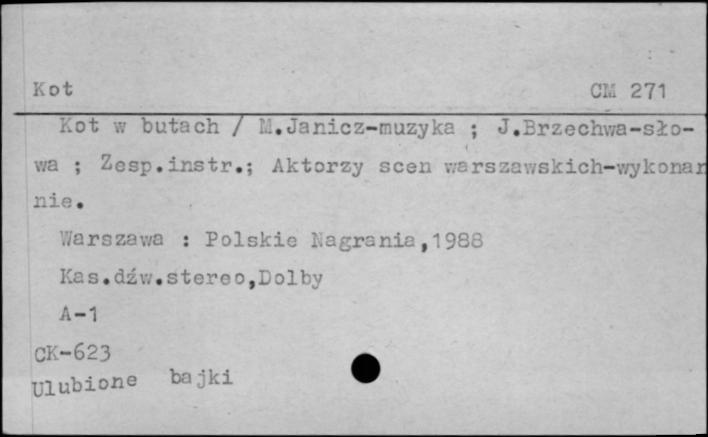 Kot CM 271
Kot w butach / M.Janicz-muzyka ; J.Brzechwa-sło-
wa ; Zesp.instr.; Aktorzy scen warszawskich-wykonan
nie.
Warszawa : Polskie Nagrania,1988
Kas.dźw.stereo,Dolby
A-1
CK-623
Ulubione bajki